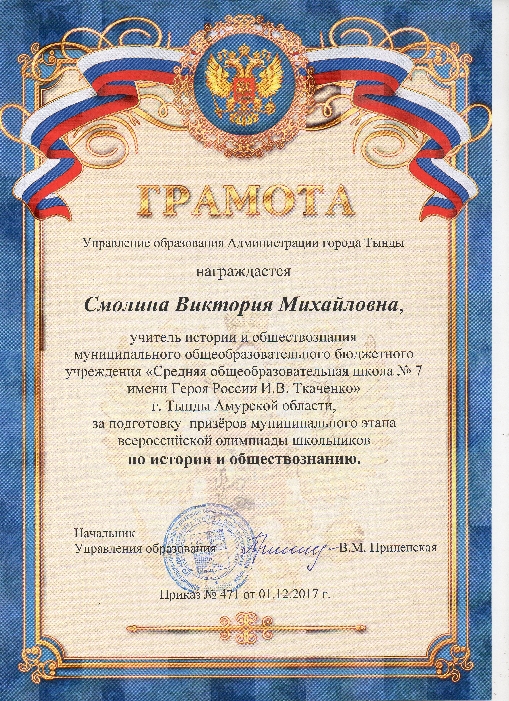 ГРАМОТА
Управление образования Администрации города Тынды
награждается
Смолина Виктория Михайловна,
учитель истории и обществознания
муниципального общеобразовательного бюджетного
учреждения «Средняя общеобразовательная школа № 7
имени Героя России И.В. Ткаченко»
г. Тынды Амурской области,
за подготовку призёров муниципального этапа
всероссийской олимпиады школьников
по истории и обществознанию.
Начальник
Управления образования В.М. Прилепская
Приказ № 471 от 01.12.2017 г.